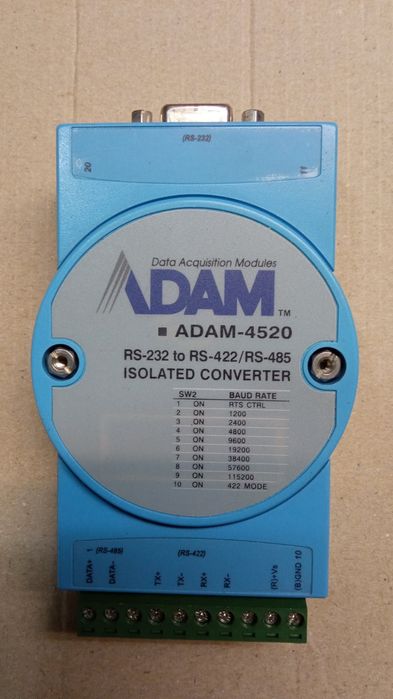 (RS-232)
20
11
Data Acquisition Modules
ADAM TM
■ ADAM-4520
RS-232 to RS-422/RS-485
ISOLATED CONVERTER
SW2 BAUD RATE
1 ON RTS CTRL
2 ON 1200
3 ON 2400
4 ON 4800
5 ON 9600
6 ON 19200
7 ON 38400
8 ON 57600
9 ON 115200
10 ON 422 MODE
1 (RS-485) (RS-422) 10
DATA+ DATA- TX+ TX- RX+ RX- (R)+Vs (B)GND